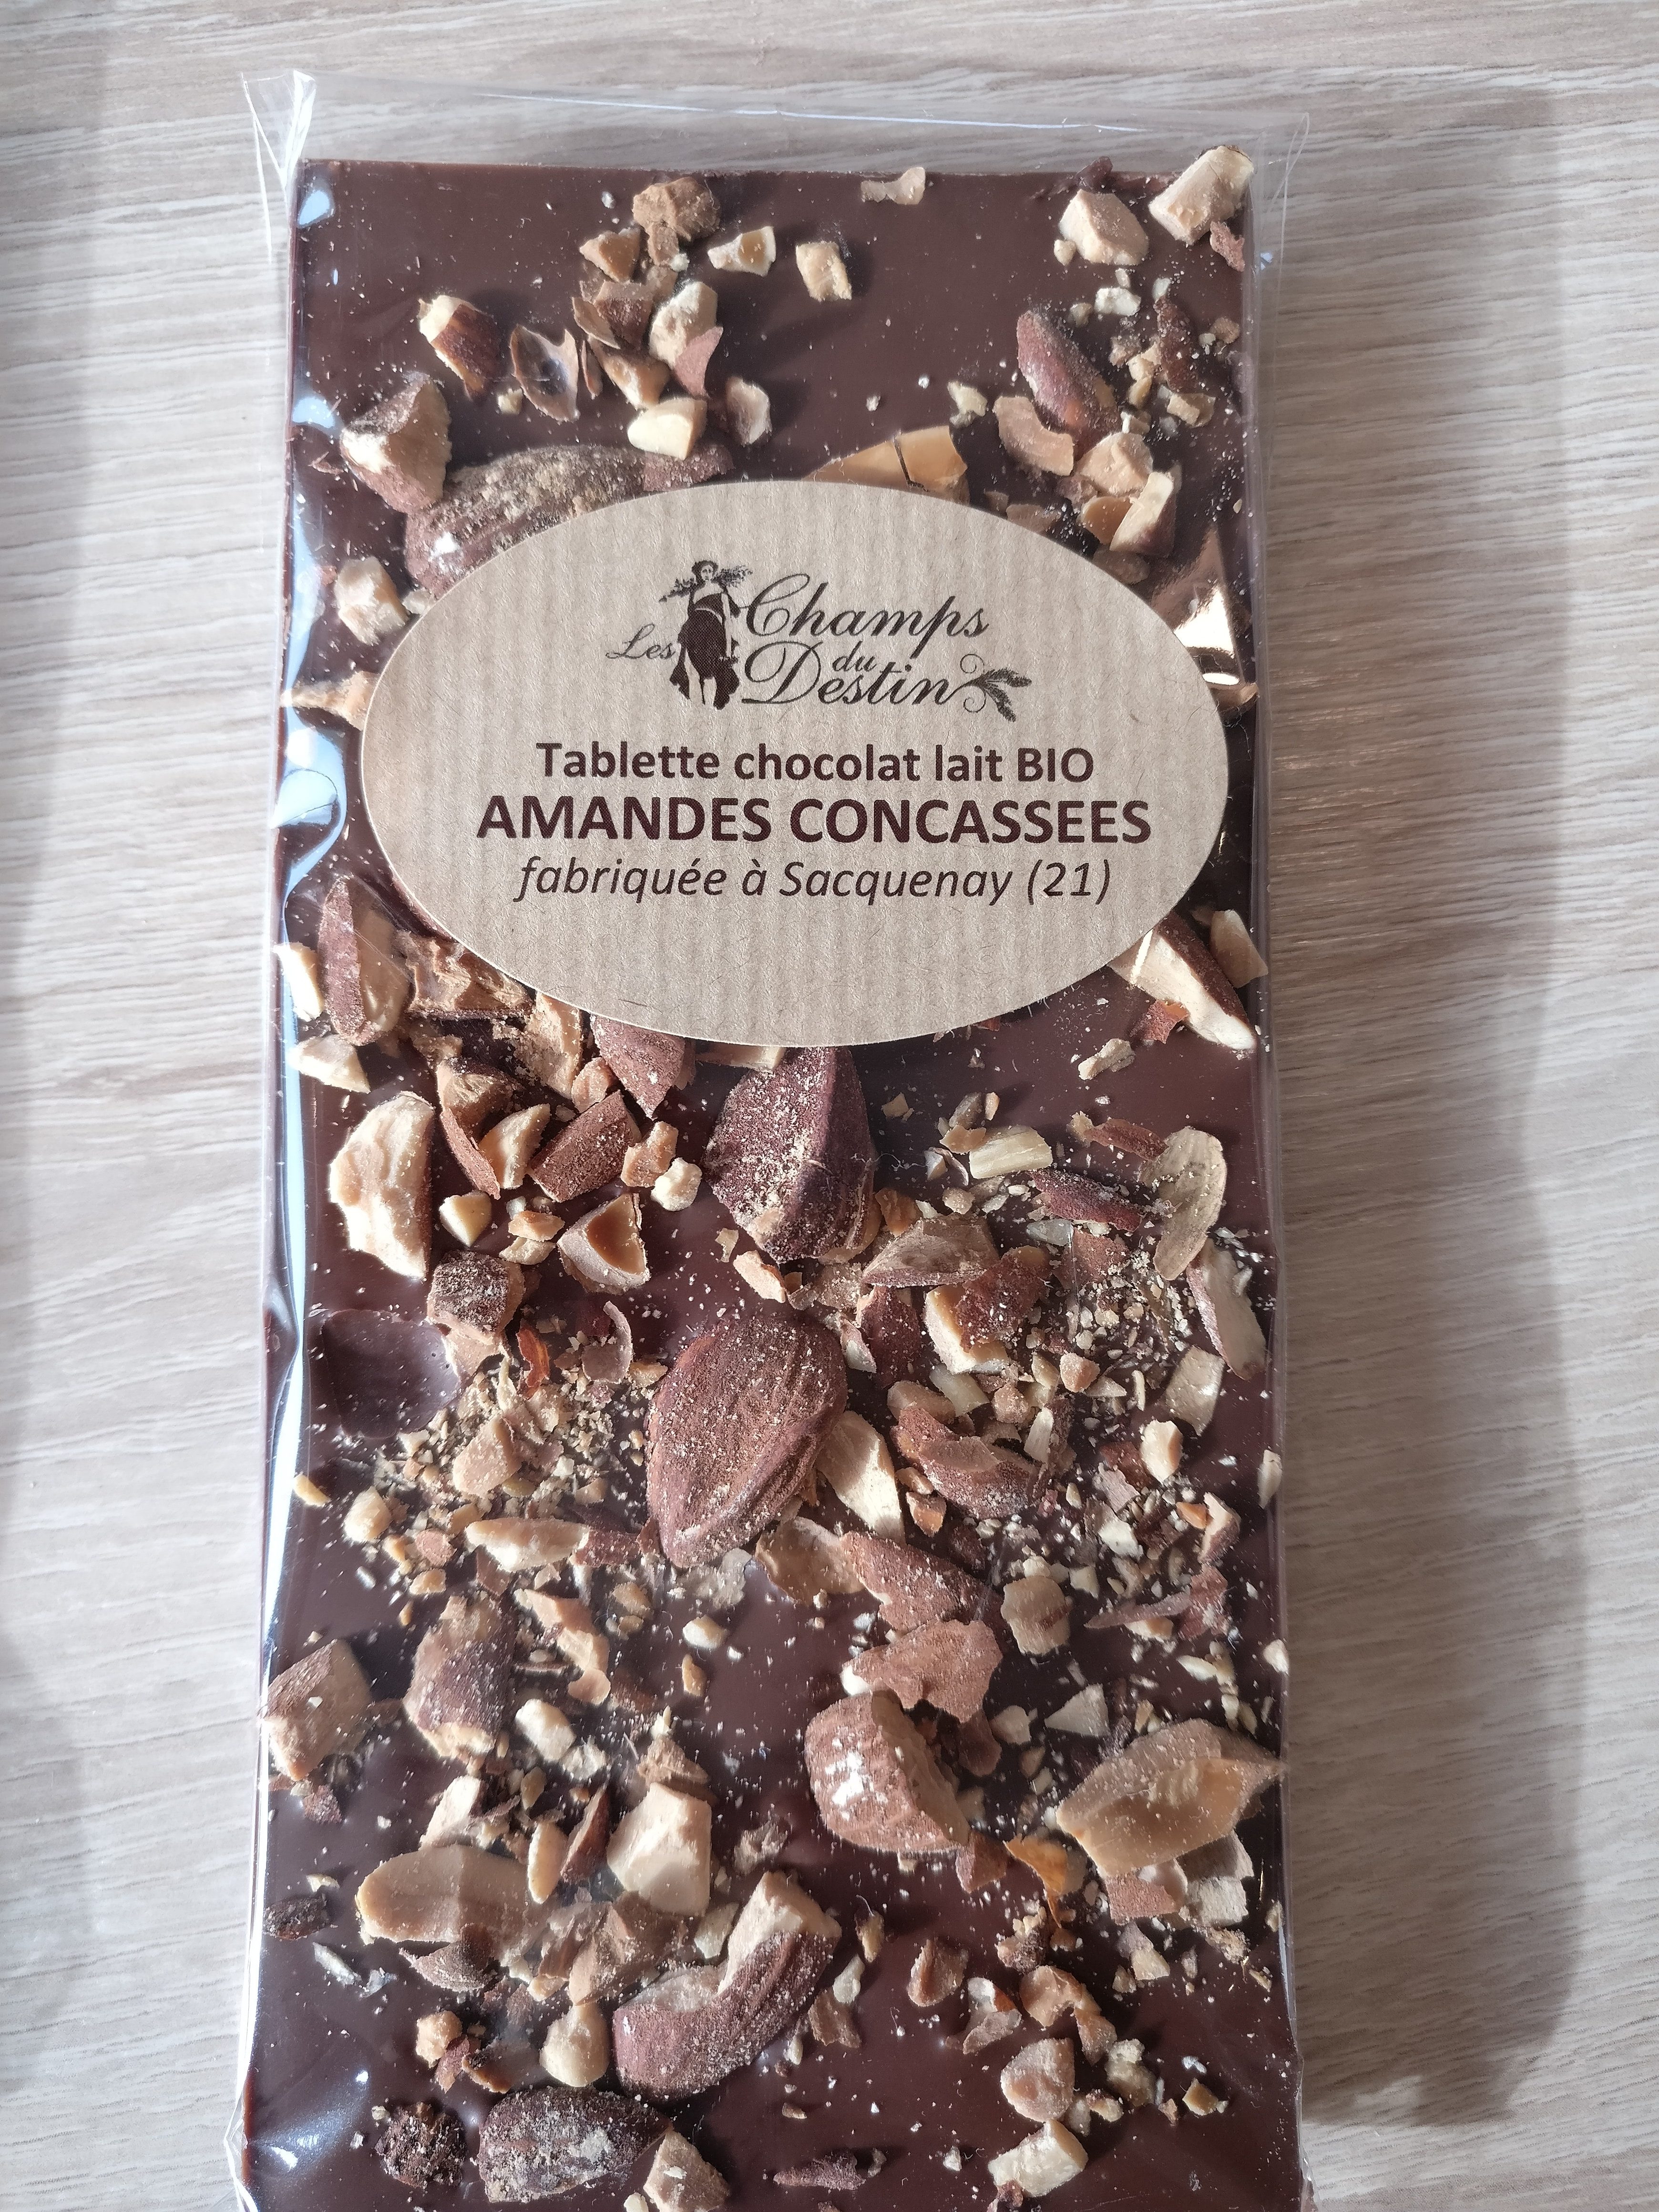 Les Champs
du
Destin
Tablette chocolat lait BIO
AMANDES CONCASSEES
fabriquée à Sacquenay (21)